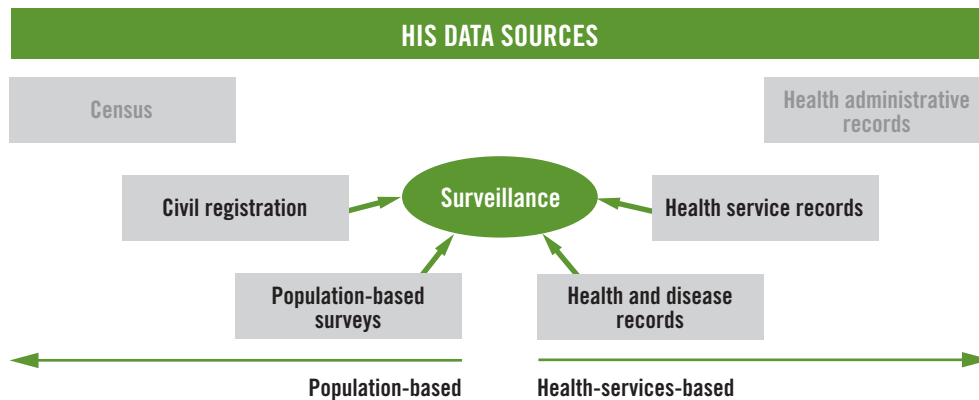 HIS DATA SOURCES
Census
Health administrative
records
Civil registration
Surveillance
Health service records
Population-based
surveys
Health and disease
records
Population-based
Health-services-based